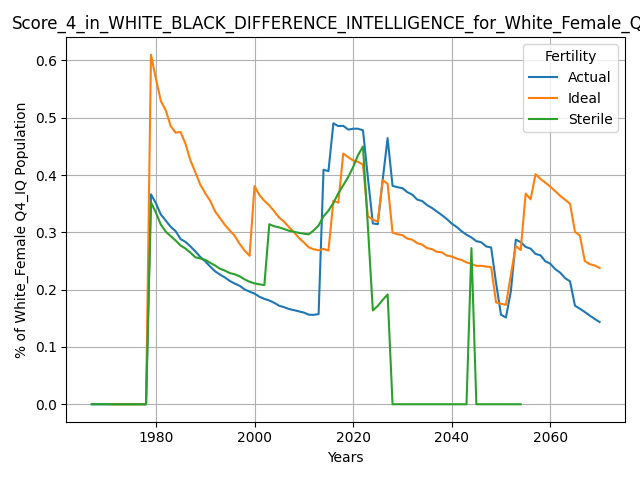 Score_4_in_WHITE_BLACK_DIFFERENCE_INTELLIGENCE_for_White_Female_Q
Fertility
Actual
Ideal
Sterile
% of White_Female Q4_IQ Population
0.6
0.5
0.4
0.3
0.2
0.1
0.0
1980 2000 2020 2040 2060
Years